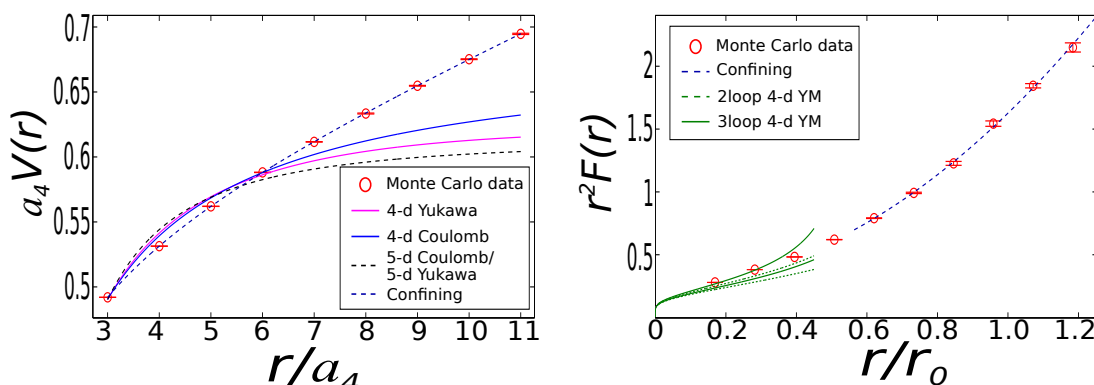 0.7
0.65
0.6
0.55
0.5
a₄V(r)
3 4 5 6 7 8 9 10 11
r/a₄
Monte Carlo data
4-d Yukawa
4-d Coulomb
5-d Coulomb/
5-d Yukawa
Confining
2
1.5
1
0.5
r²F(r)
0 0.2 0.4 0.6 0.8 1.0 1.2
r/rₒ
Monte Carlo data
Confining
2loop 4-d YM
3loop 4-d YM